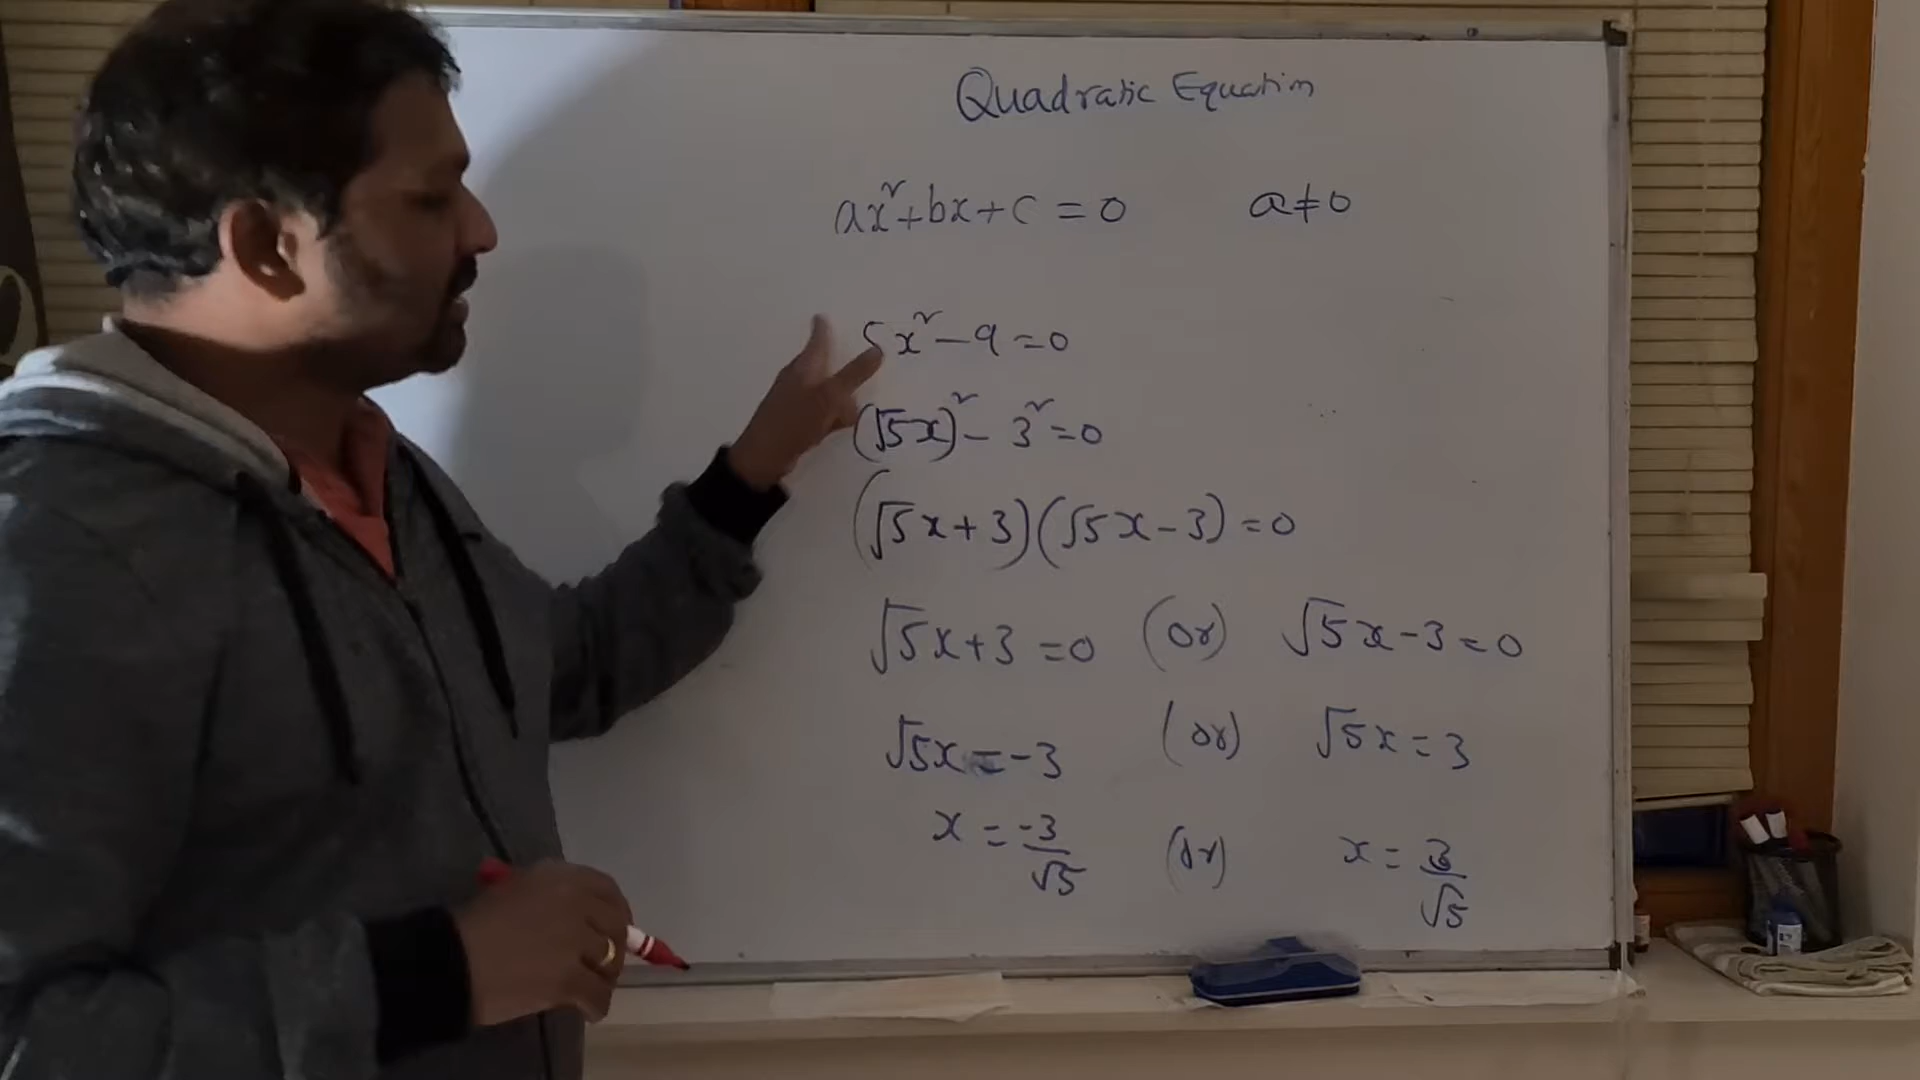 Quadratic Equation
ax²+bx+c=0 a≠0
5x²-9=0
(√5x)²-3²=0
(√5x+3)(√5x-3)=0
√5x+3=0 (or) √5x-3=0
√5x=-3 (or) √5x=3
x=-3/√5 (or) x=3/√5